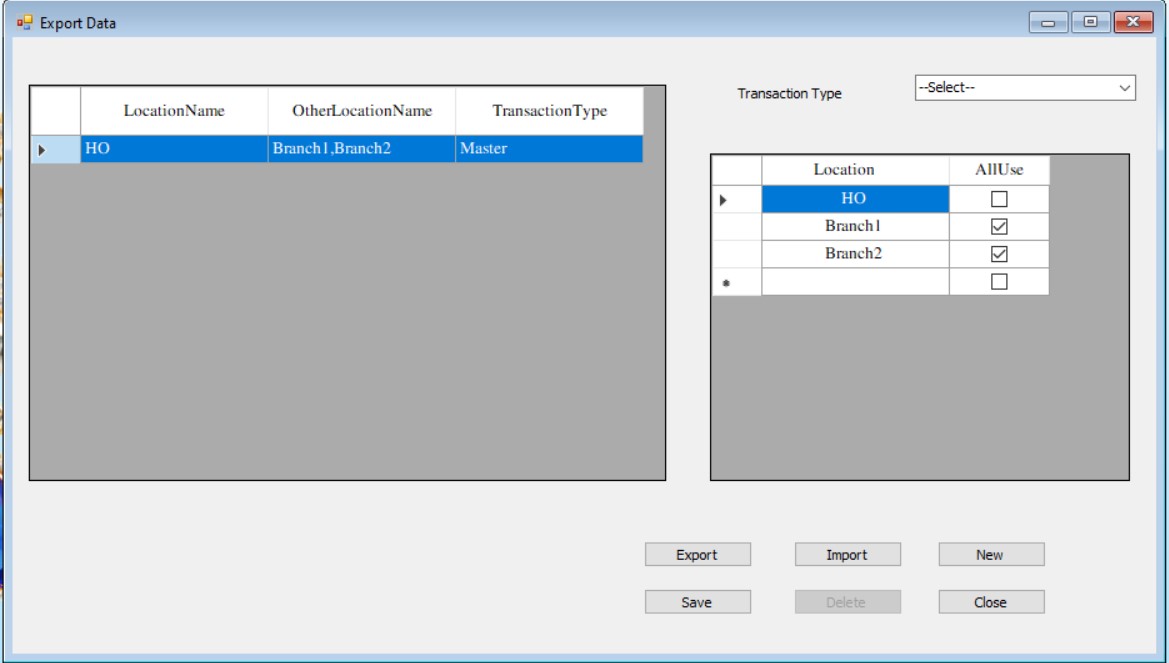 Export Data
LocationName OtherLocationName TransactionType
HO Branch1,Branch2 Master
Transaction Type --Select--
Location AllUse
HO
Branch1
Branch2
Export Import New
Save Delete Close